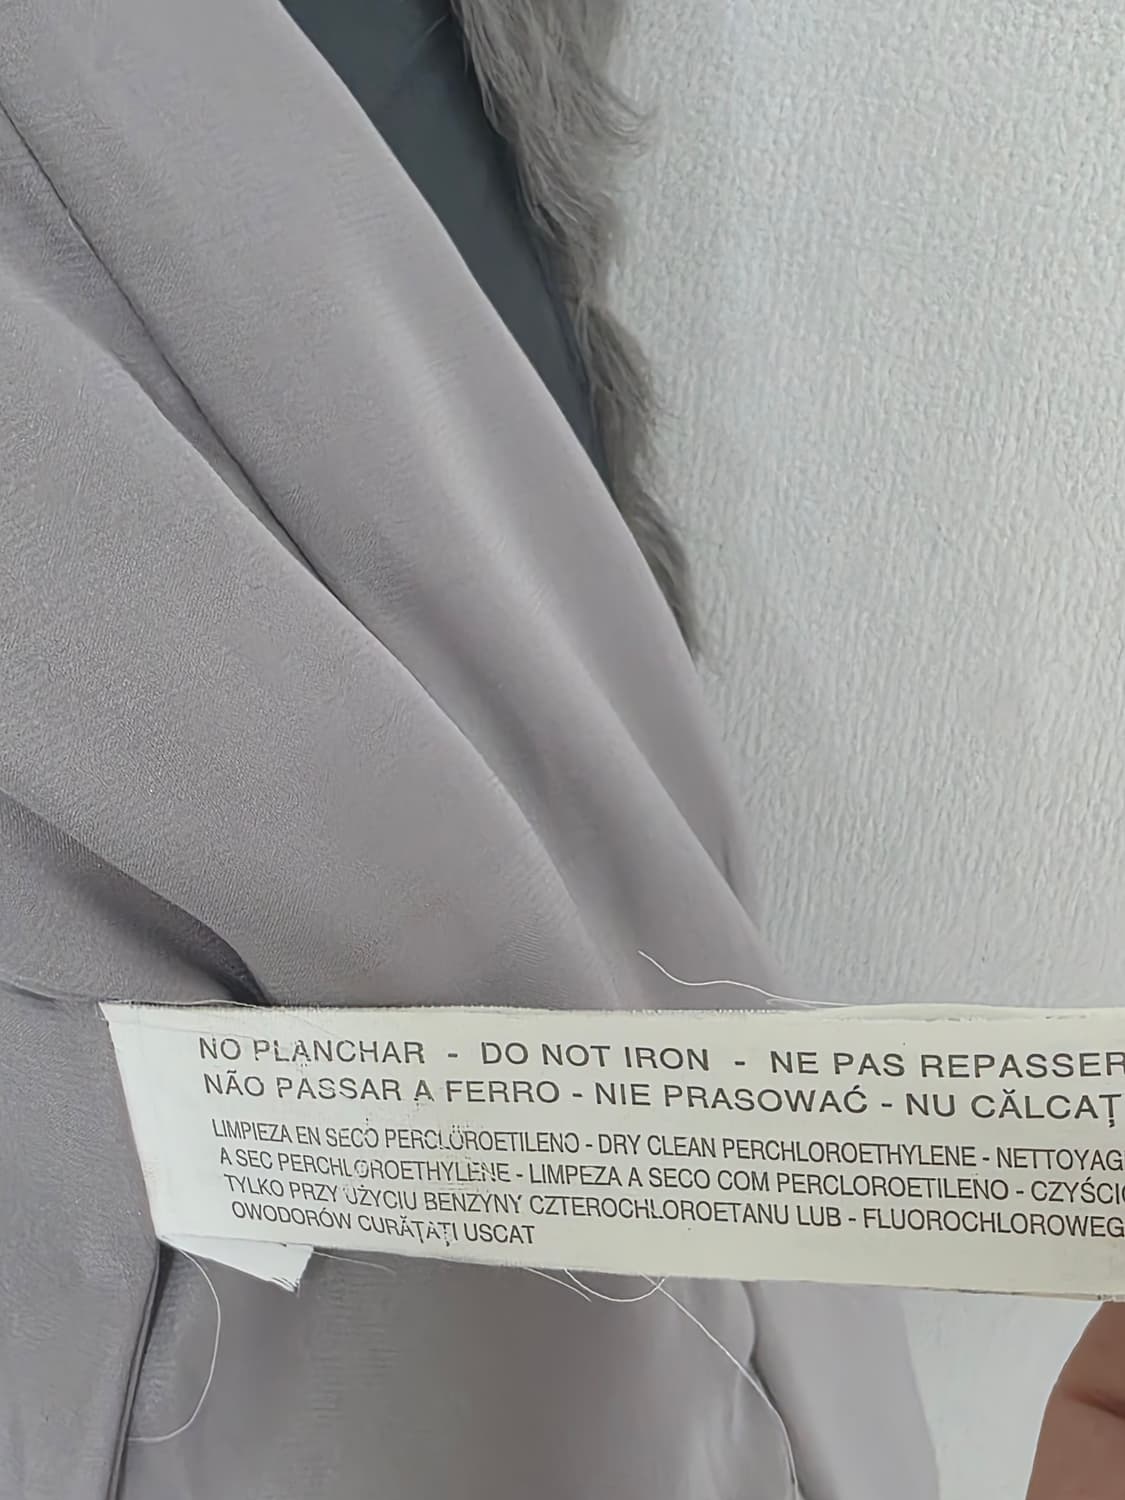 NO PLANCHAR - DO NOT IRON - NE PAS REPASSER
NÃO PASSAR A FERRO - NIE PRASOWAĆ - NU CĂLCAȚ
LIMPIEZA EN SECO PERCLOROETILENO - DRY CLEAN PERCHLOROETHYLENE - NETTOYAG
A SEC PERCHLOROETHYLENE - LIMPEZA A SECO COM PERCLOROETILENO - CZYŚCI
TYLKO PRZY UŻYCIU BENZYNY CZTEROCHLOROETANU LUB - FLUOROCHLOROWEG
OWODORÓW CURĂȚAȚI USCAT